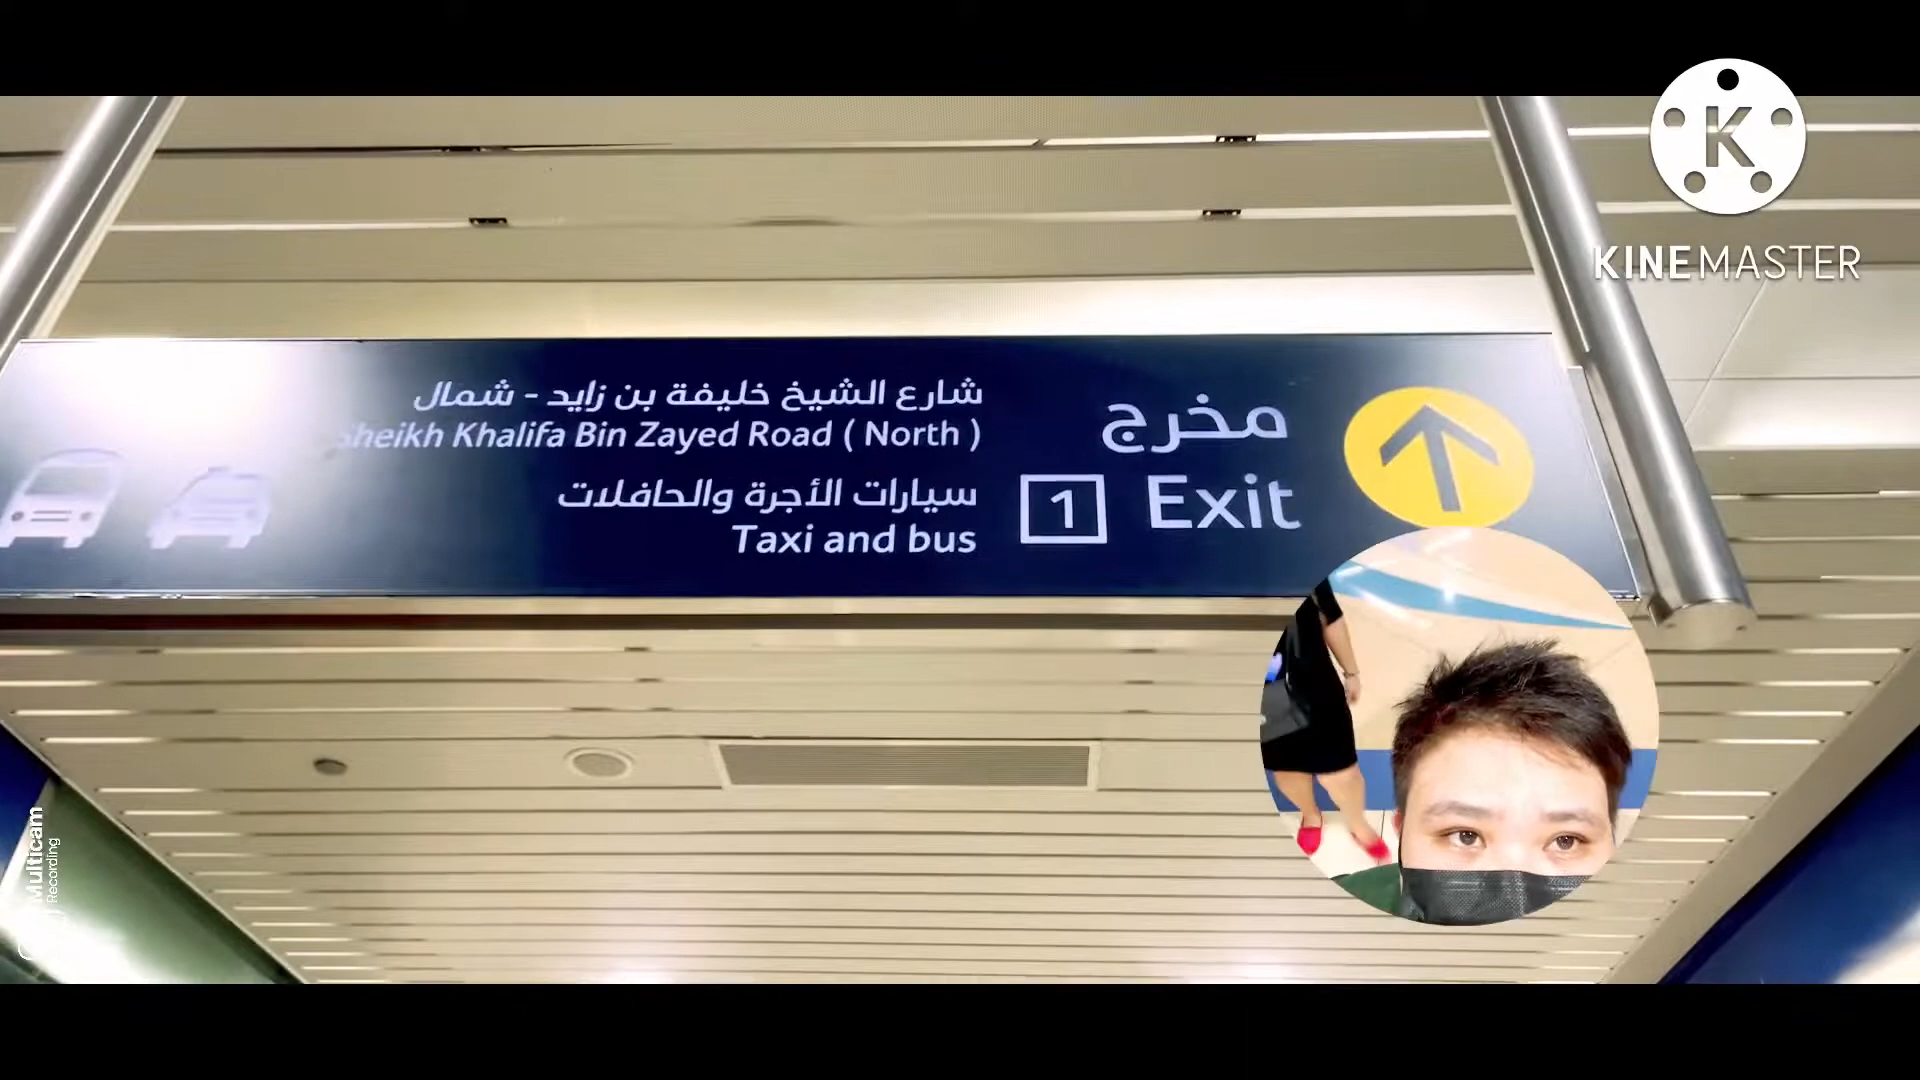 KINEMASTER
شارع الشيخ خليفة بن زايد - شمال
Sheikh Khalifa Bin Zayed Road ( North )
سيارات الأجرة والحافلات
Taxi and bus
مخرج
1 Exit
Multicam
Recording